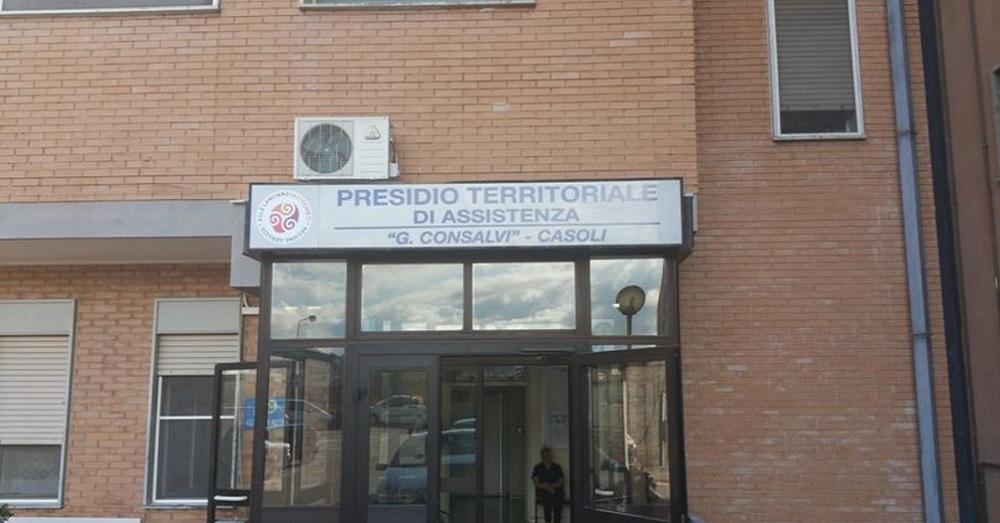 PRESIDIO TERRITORIALE
DI ASSISTENZA
"G. CONSALVI" - CASOLI